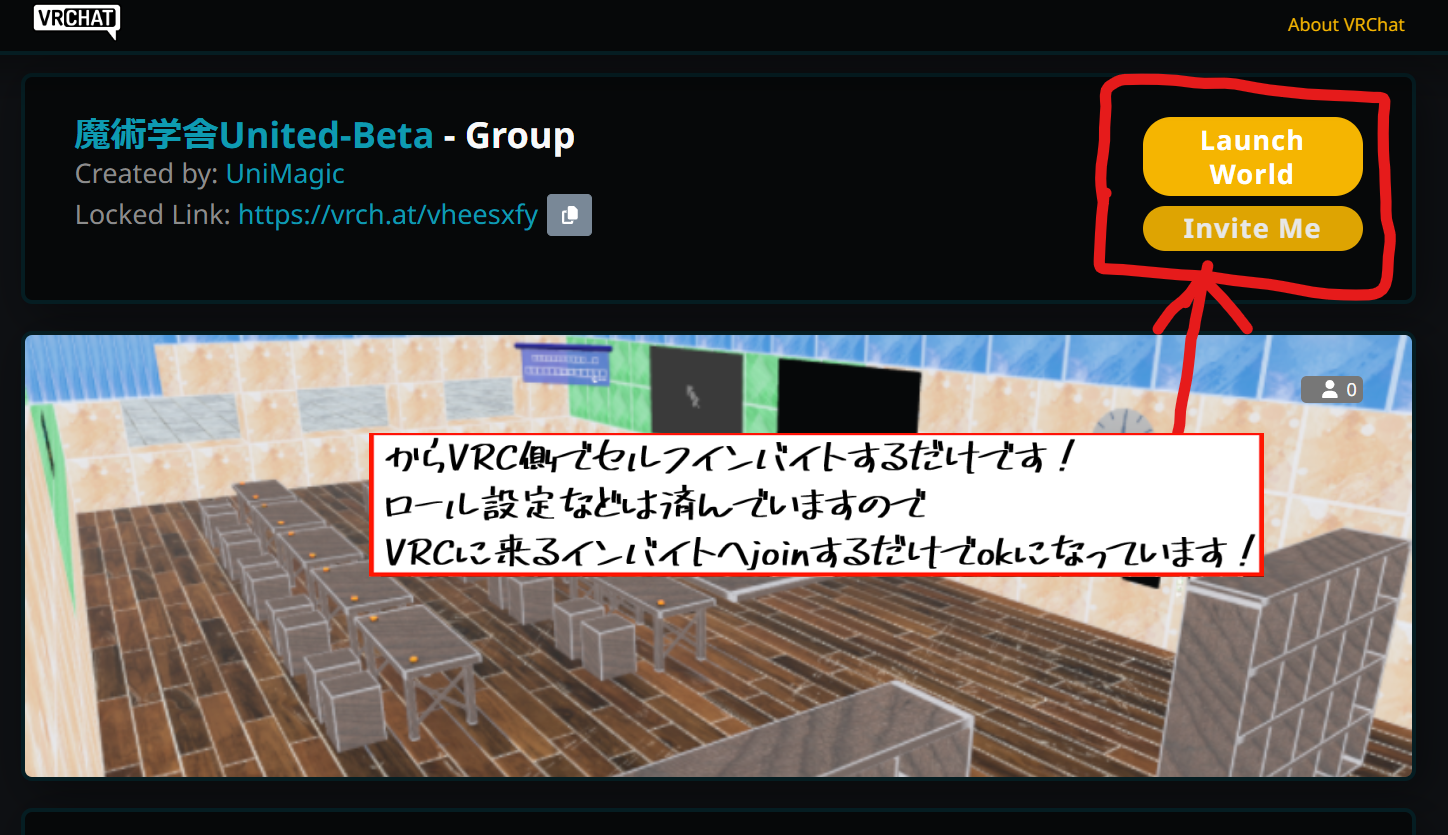 VRCHAT
About VRChat
魔術学舎United-Beta - Group
Created by: UniMagic
Locked Link: https://vrch.at/vheesxfy
Launch
World
Invite Me
0
からVRC側でセルフインバイトするだけです!
ロール設定などは済んでいますので
VRCに来るインバイトへjoinするだけでokになっています!